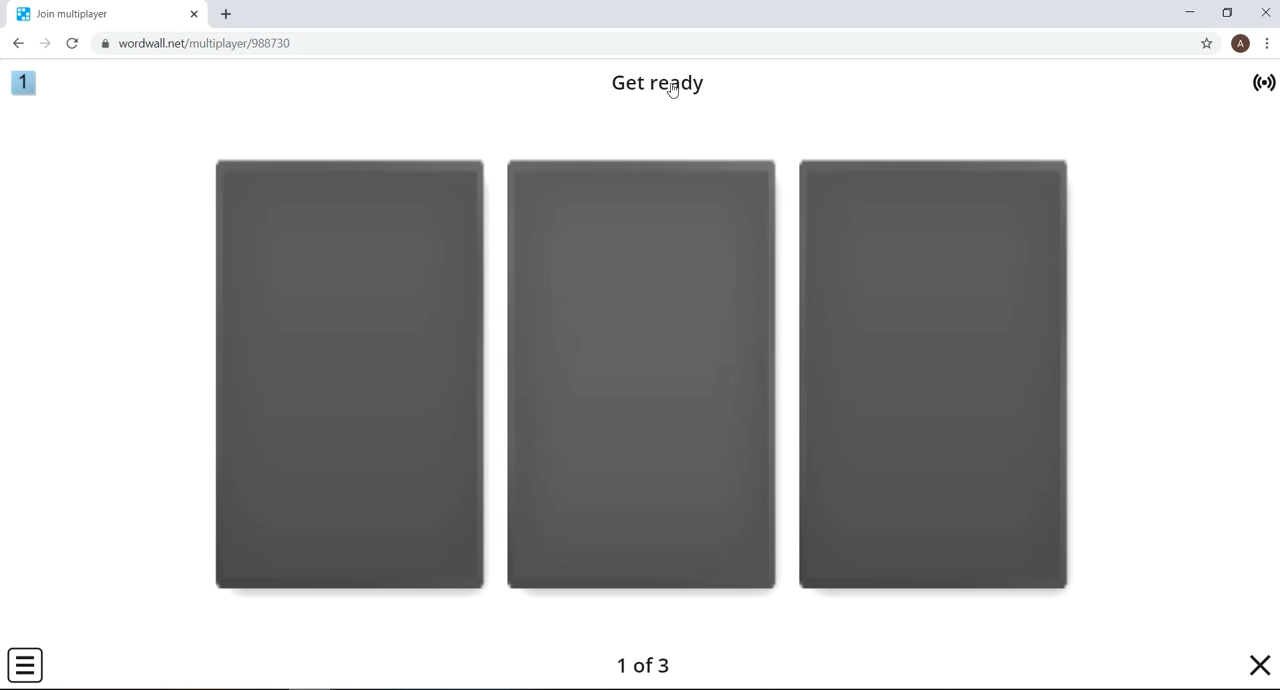 Join multiplayer
wordwall.net/multiplayer/988730
A
1
Get ready
1 of 3